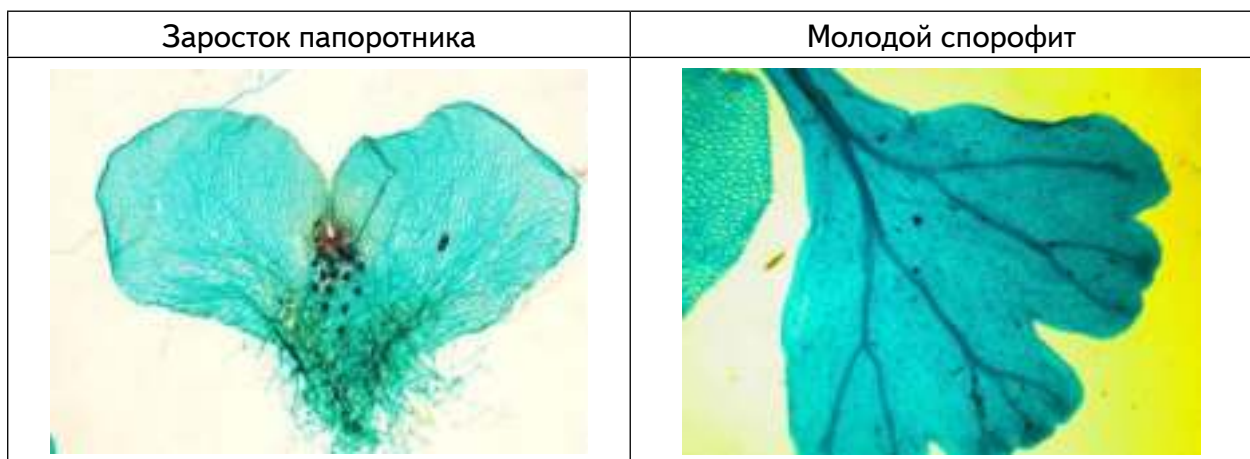 Заросток папоротника
Молодой спорофит